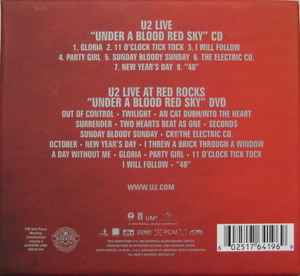 U2 LIVE
"UNDER A BLOOD RED SKY" CD
1. GLORIA 2. 11 O'CLOCK TICK TOCK 3. I WILL FOLLOW
4. PARTY GIRL 5. SUNDAY BLOODY SUNDAY 6. THE ELECTRIC CO.
7. NEW YEAR'S DAY 8. "40"
U2 LIVE AT RED ROCKS
"UNDER A BLOOD RED SKY" DVD
OUT OF CONTROL • TWILIGHT • AN CAT DUBH/INTO THE HEART
SURRENDER • TWO HEARTS BEAT AS ONE • SECONDS
SUNDAY BLOODY SUNDAY • CRY/THE ELECTRIC CO.
OCTOBER • NEW YEAR'S DAY • I THREW A BRICK THROUGH A WINDOW
A DAY WITHOUT ME • GLORIA • PARTY GIRL • 11 O'CLOCK TICK TOCK
I WILL FOLLOW • "40"
WWW.U2.COM
PCM
6 02517 64196 9